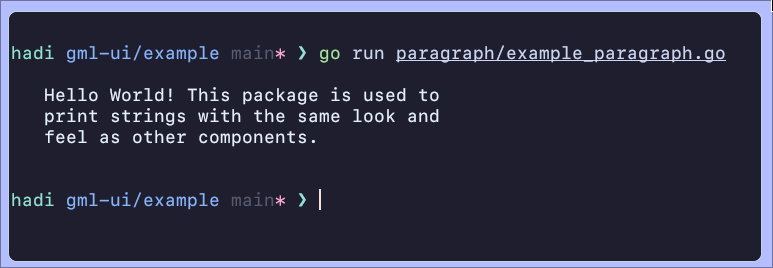 hadi gml-ui/example main* ❯ go run paragraph/example_paragraph.go
Hello World! This package is used to
print strings with the same look and
feel as other components.
hadi gml-ui/example main* ❯